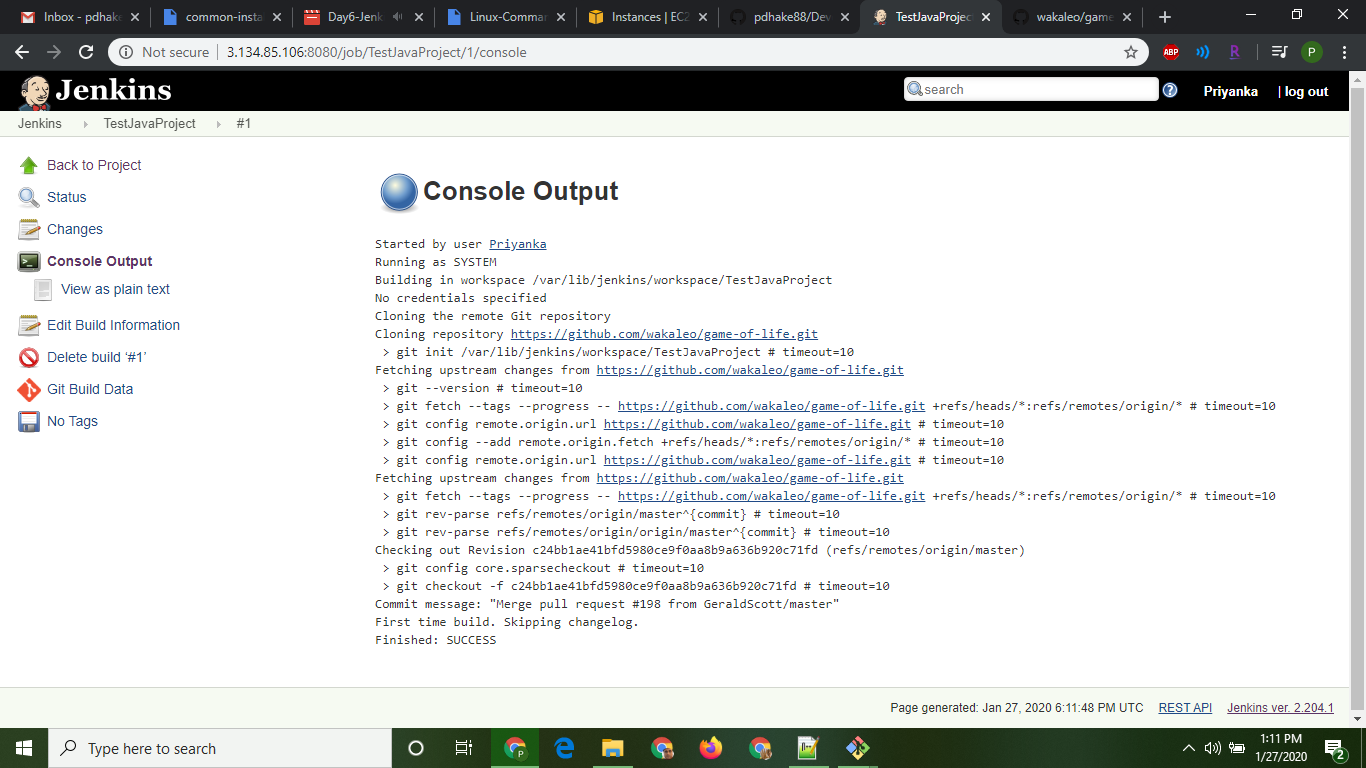 Inbox - pdhake
common-insta
Day6-Jenk
Linux-Comman
Instances | EC2
pdhake88/Dev
TestJavaProjec
wakaleo/game
Not secure
3.134.85.106:8080/job/TestJavaProject/1/console
ABP
R
P
Jenkins
search
?
Priyanka
| log out
Jenkins
TestJavaProject
#1
Back to Project
Status
Changes
Console Output
View as plain text
Edit Build Information
Delete build ‘#1’
Git Build Data
No Tags
Console Output
Started by user Priyanka
Running as SYSTEM
Building in workspace /var/lib/jenkins/workspace/TestJavaProject
No credentials specified
Cloning the remote Git repository
Cloning repository https://github.com/wakaleo/game-of-life.git
> git init /var/lib/jenkins/workspace/TestJavaProject # timeout=10
Fetching upstream changes from https://github.com/wakaleo/game-of-life.git
> git --version # timeout=10
> git fetch --tags --progress -- https://github.com/wakaleo/game-of-life.git +refs/heads/*:refs/remotes/origin/* # timeout=10
> git config remote.origin.url https://github.com/wakaleo/game-of-life.git # timeout=10
> git config --add remote.origin.fetch +refs/heads/*:refs/remotes/origin/* # timeout=10
> git config remote.origin.url https://github.com/wakaleo/game-of-life.git # timeout=10
Fetching upstream changes from https://github.com/wakaleo/game-of-life.git
> git fetch --tags --progress -- https://github.com/wakaleo/game-of-life.git +refs/heads/*:refs/remotes/origin/* # timeout=10
> git rev-parse refs/remotes/origin/master^{commit} # timeout=10
> git rev-parse refs/remotes/origin/origin/master^{commit} # timeout=10
Checking out Revision c24bb1ae41bfd5980ce9f0aa8b9a636b920c71fd (refs/remotes/origin/master)
> git config core.sparsecheckout # timeout=10
> git checkout -f c24bb1ae41bfd5980ce9f0aa8b9a636b920c71fd # timeout=10
Commit message: "Merge pull request #198 from GeraldScott/master"
First time build. Skipping changelog.
Finished: SUCCESS
Page generated: Jan 27, 2020 6:11:48 PM UTC
REST API
Jenkins ver. 2.204.1
Type here to search
1:11 PM
1/27/2020
2